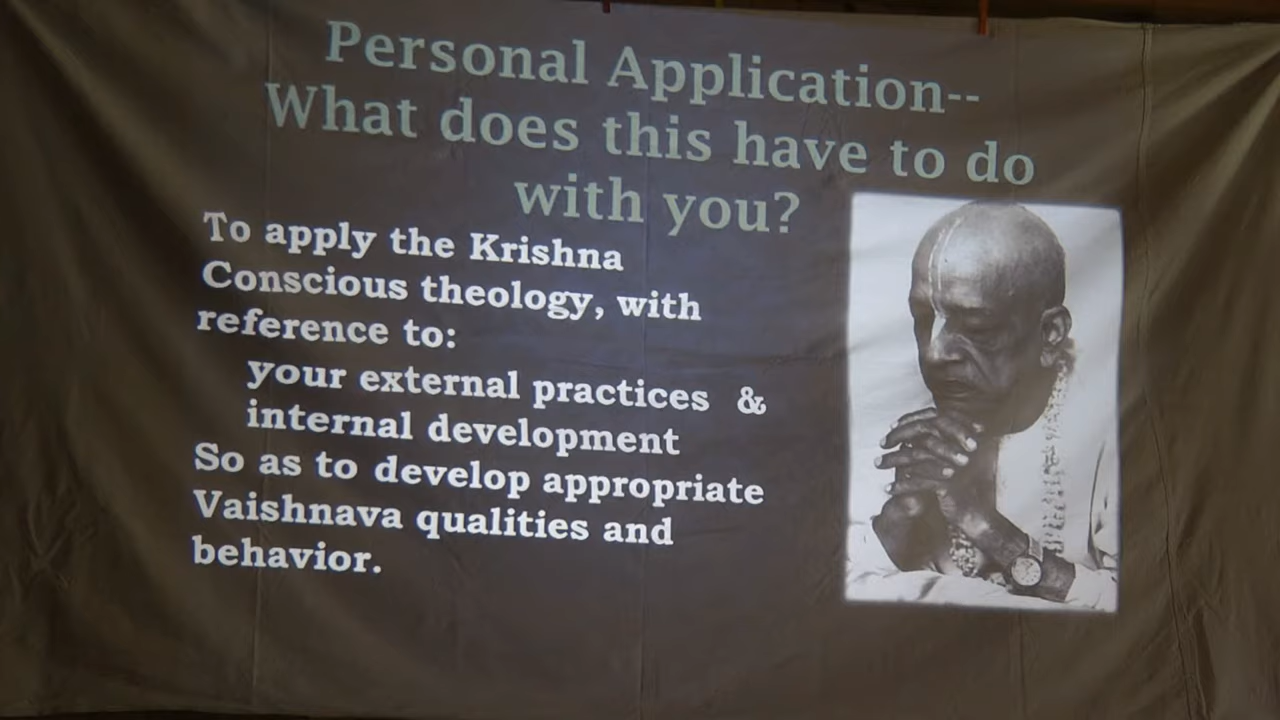 Personal Application--
What does this have to do
with you?
To apply the Krishna
Conscious theology, with
reference to:
your external practices &
internal development
So as to develop appropriate
Vaishnava qualities and
behavior.